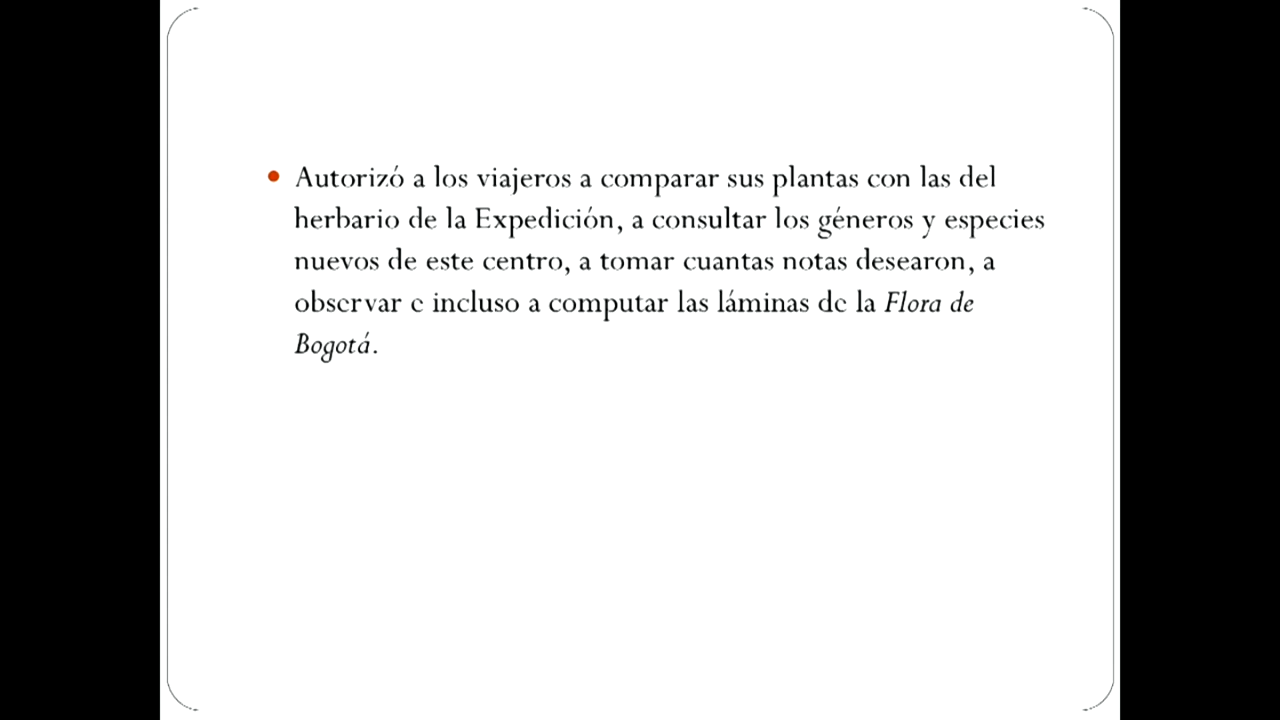 • Autorizó a los viajeros a comparar sus plantas con las del
herbario de la Expedición, a consultar los géneros y especies
nuevos de este centro, a tomar cuantas notas desearon, a
observar e incluso a computar las láminas de la Flora de
Bogotá.